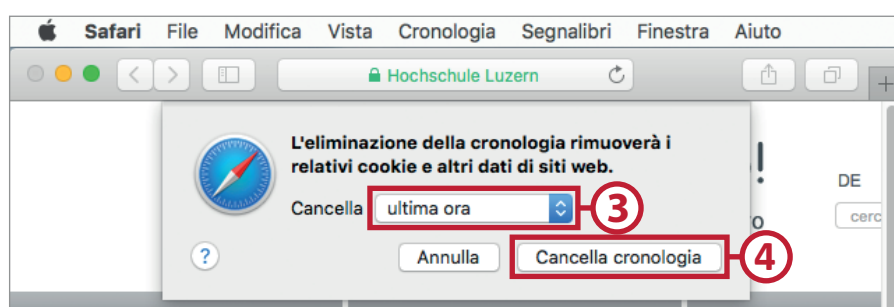 Safari File Modifica Vista Cronologia Segnalibri Finestra Aiuto
Hochschule Luzern
L'eliminazione della cronologia rimuoverà i
relativi cookie e altri dati di siti web.
!
DE
Cancella ultima ora 3
o
cerc
? Annulla Cancella cronologia 4